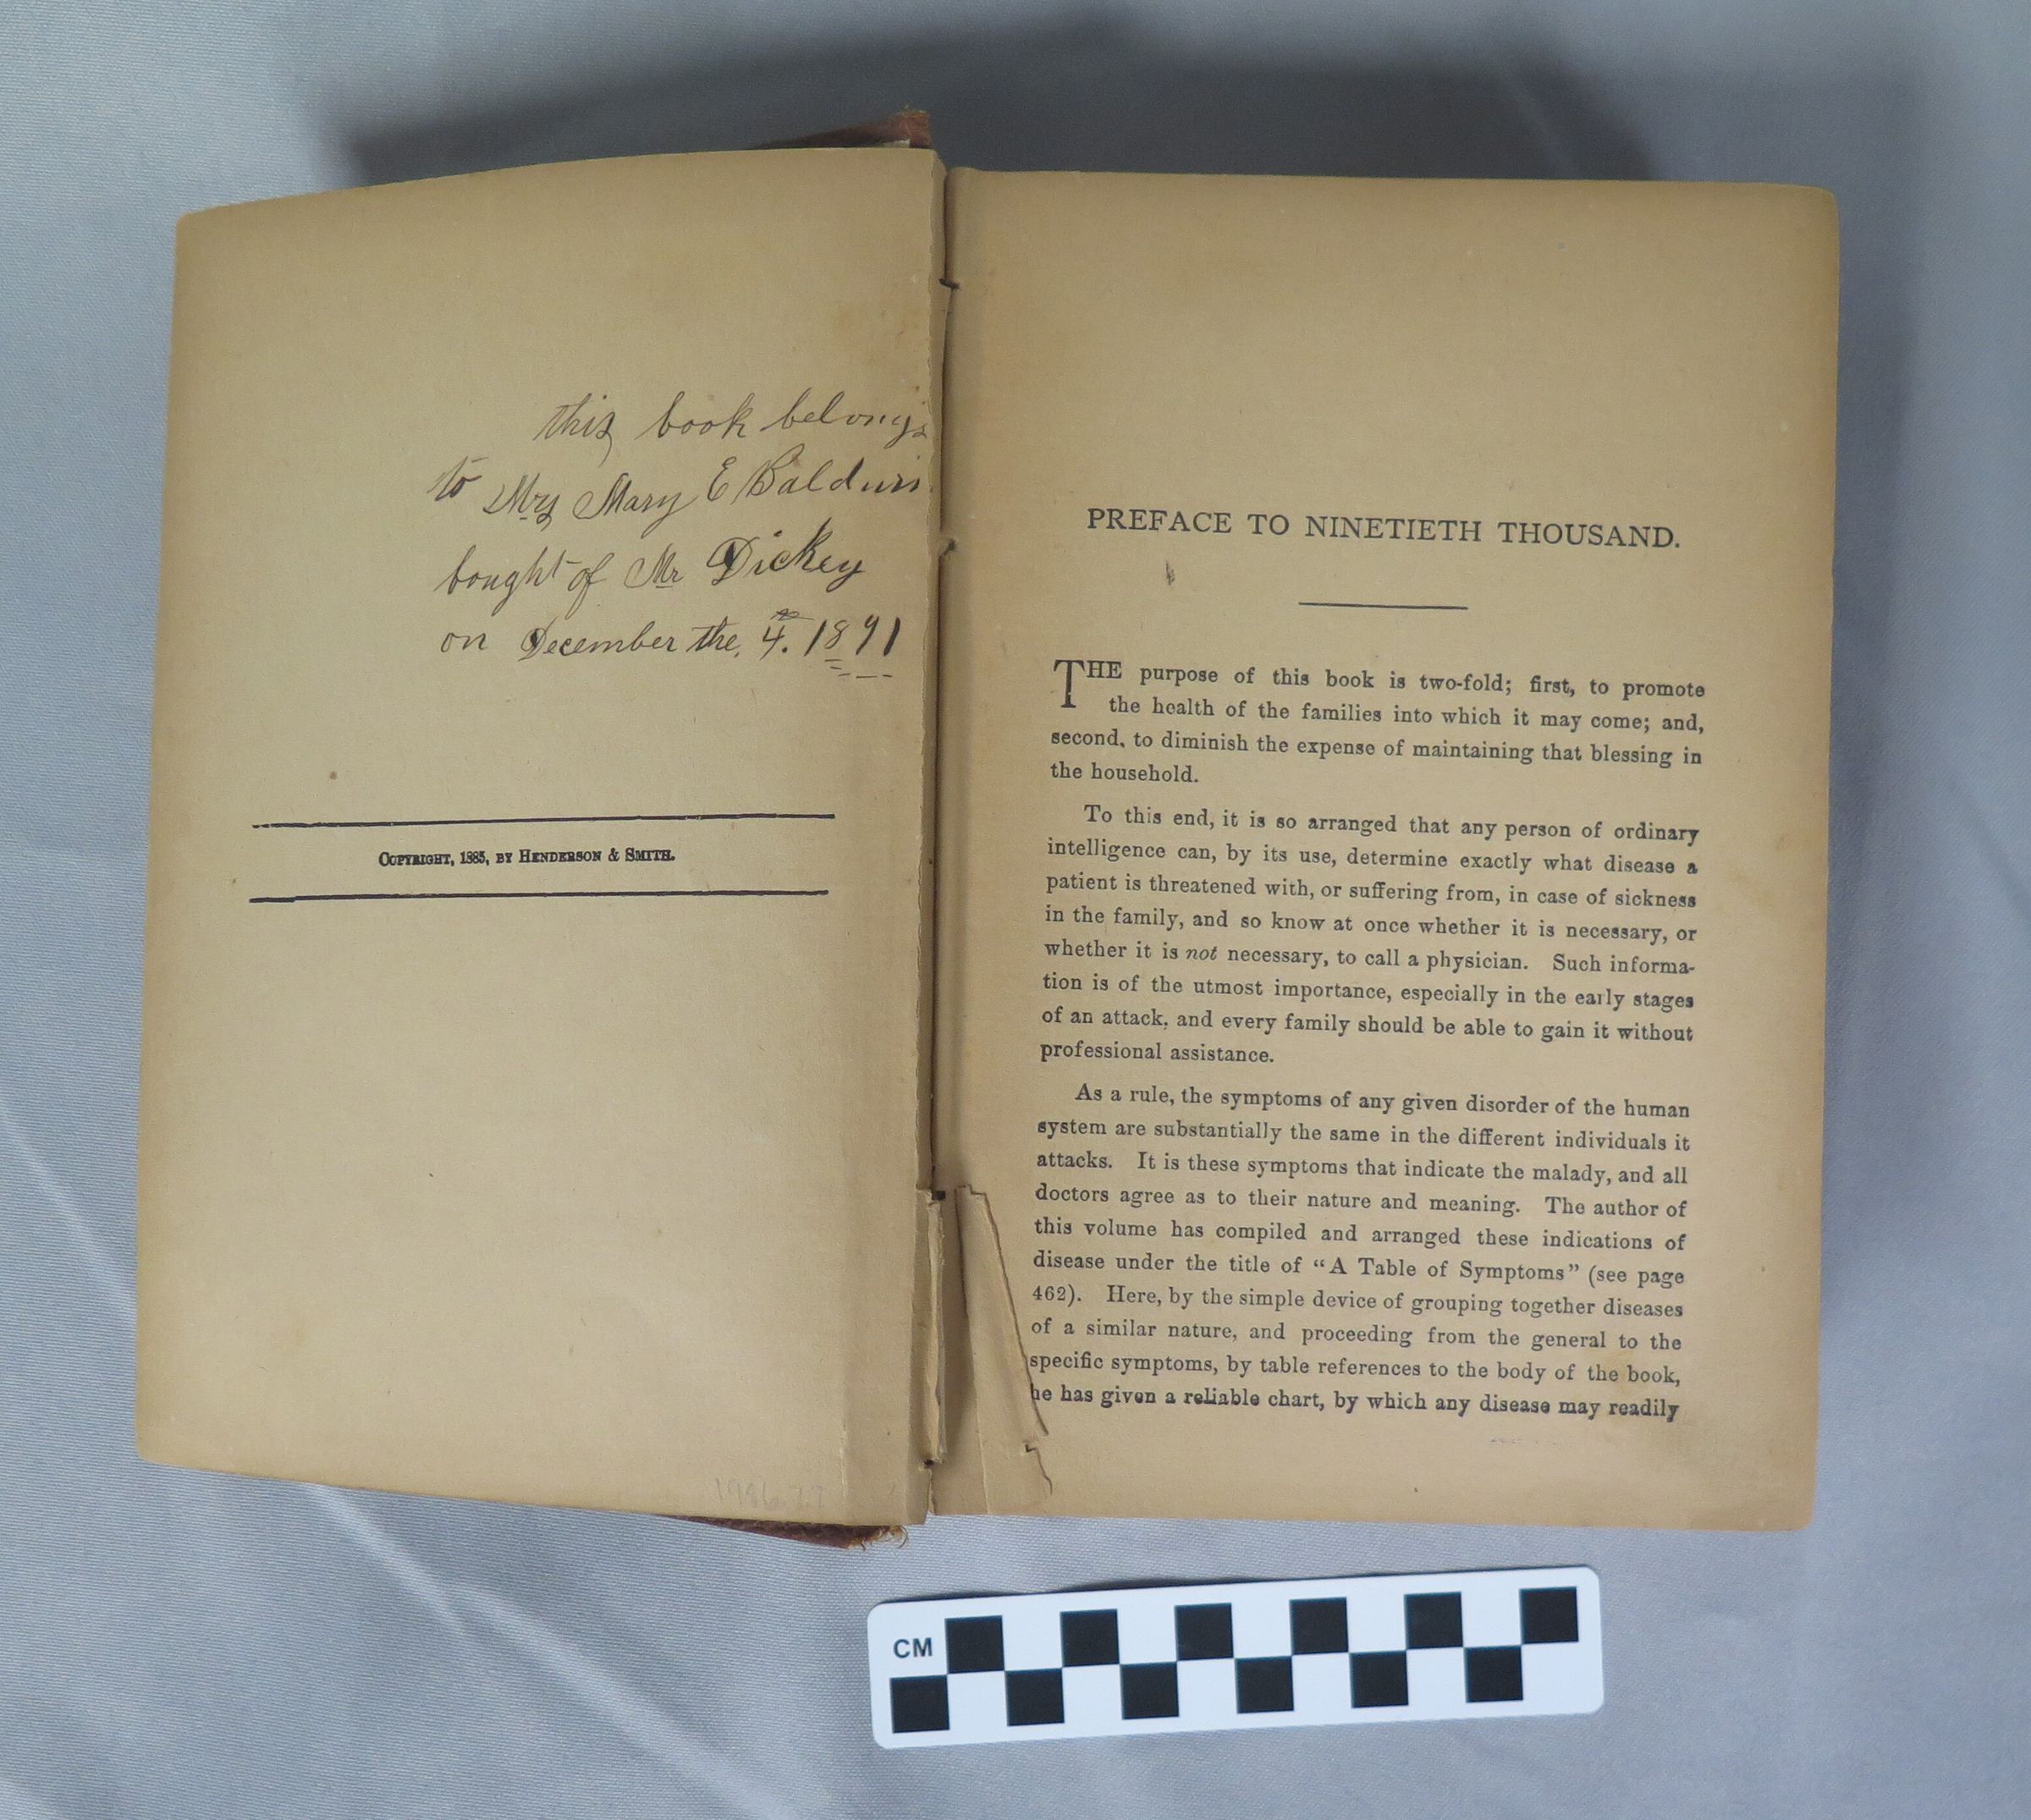 this book belongs
to Mrs Mary E Baldwin
bought of Mr Dickey
on December the. 4. 1891
COPYRIGHT, 1885, BY HENDERSON & SMITH.
PREFACE TO NINETIETH THOUSAND.
THE purpose of this book is two-fold; first, to promote
the health of the families into which it may come; and,
second, to diminish the expense of maintaining that blessing in
the household.
To this end, it is so arranged that any person of ordinary
intelligence can, by its use, determine exactly what disease a
patient is threatened with, or suffering from, in case of sickness
in the family, and so know at once whether it is necessary, or
whether it is not necessary, to call a physician. Such informa-
tion is of the utmost importance, especially in the early stages
of an attack, and every family should be able to gain it without
professional assistance.
As a rule, the symptoms of any given disorder of the human
system are substantially the same in the different individuals it
attacks. It is these symptoms that indicate the malady, and all
doctors agree as to their nature and meaning. The author of
this volume has compiled and arranged these indications of
disease under the title of "A Table of Symptoms" (see page
462). Here, by the simple device of grouping together diseases
of a similar nature, and proceeding from the general to the
specific symptoms, by table references to the body of the book,
he has given a reliable chart, by which any disease may readily
CM